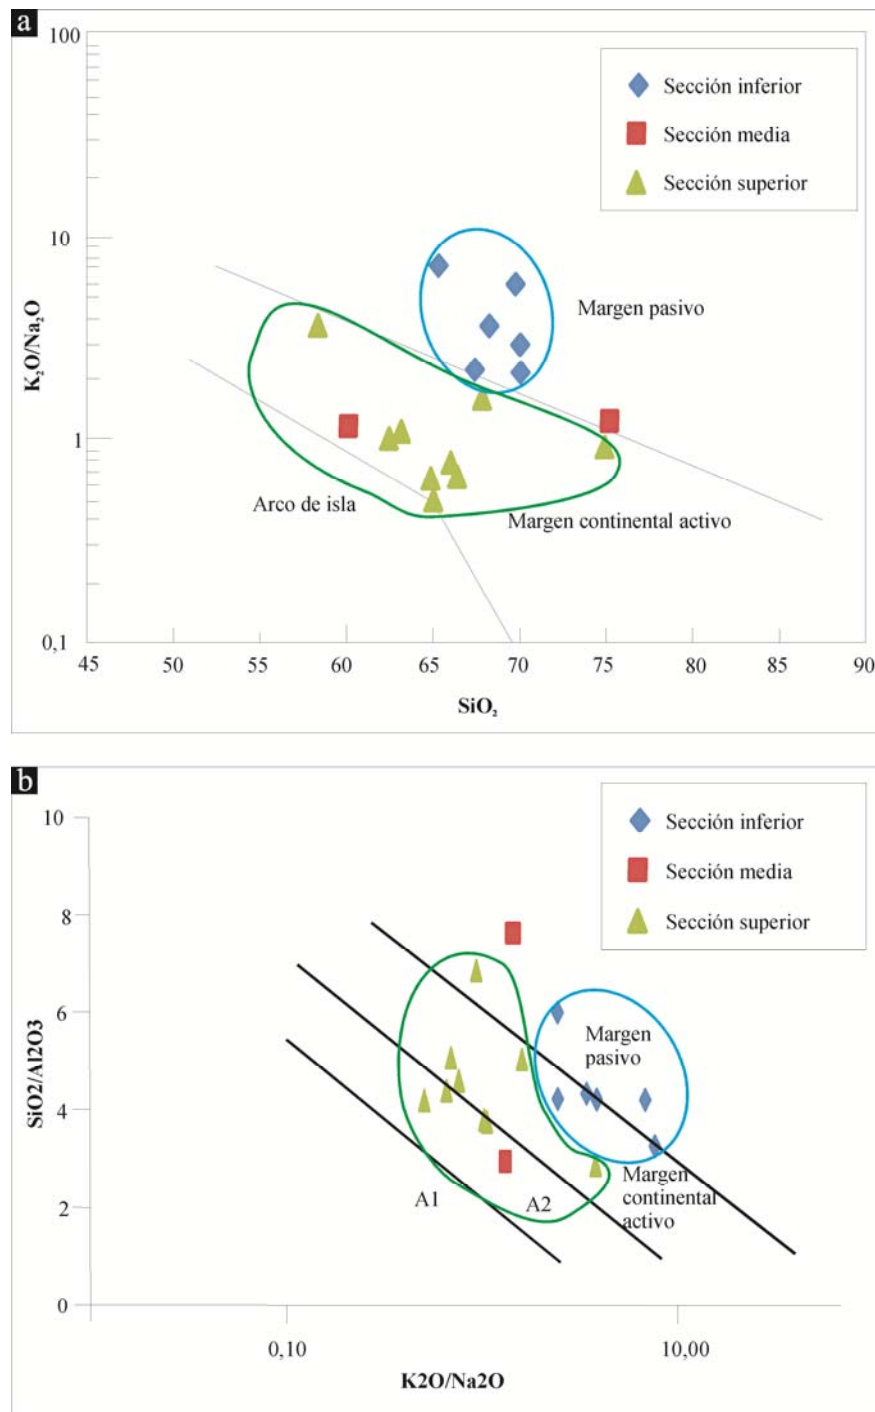 a
100
10
1
0,1
K₂O/Na₂O
Sección inferior
Sección media
Sección superior
Margen pasivo
Arco de isla
Margen continental activo
45 50 55 60 65 70 75 80 85 90
SiO₂
b
10
8
6
4
2
0
SiO2/Al2O3
Sección inferior
Sección media
Sección superior
Margen
pasivo
Margen
continental
activo
A1
A2
0,10 10,00
K2O/Na2O